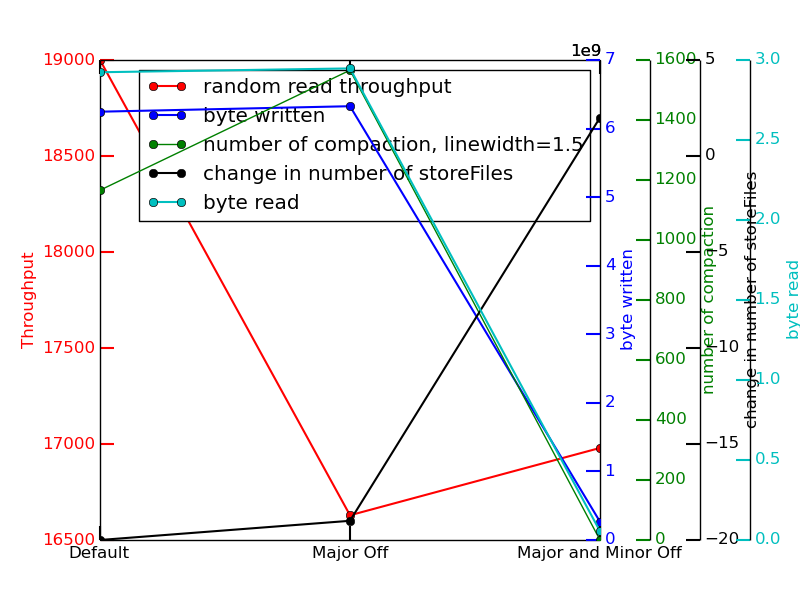 1e9
19000
18500
18000
17500
17000
16500
Throughput
random read throughput
byte written
number of compaction, linewidth=1.5
change in number of storeFiles
byte read
7
6
5
4
3
2
1
0
byte written
1600
1400
1200
1000
800
600
400
200
0
number of compaction
5
0
−5
−10
−15
−20
change in number of storeFiles
3.0
2.5
2.0
1.5
1.0
0.5
0.0
byte read
Default
Major Off
Major and Minor Off